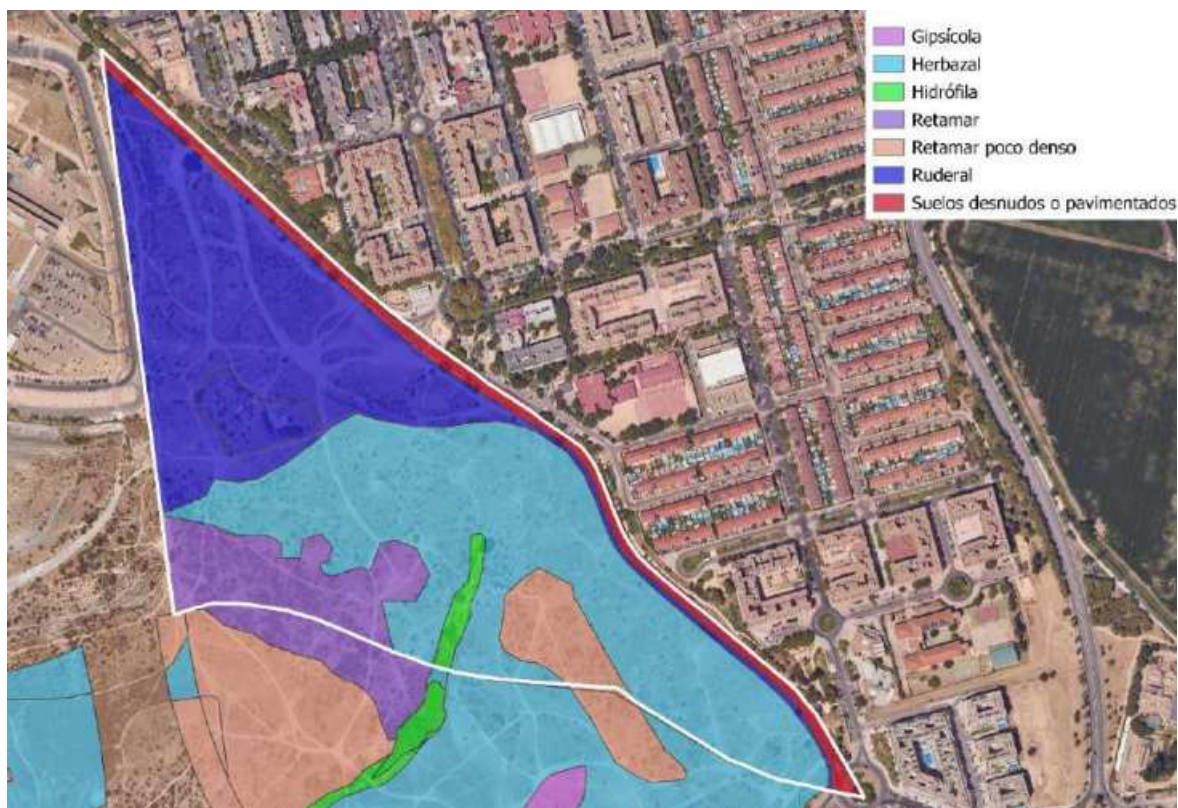 Gipsícola
Herbazal
Hidrófila
Retamar
Retamar poco denso
Ruderal
Suelos desnudos o pavimentados